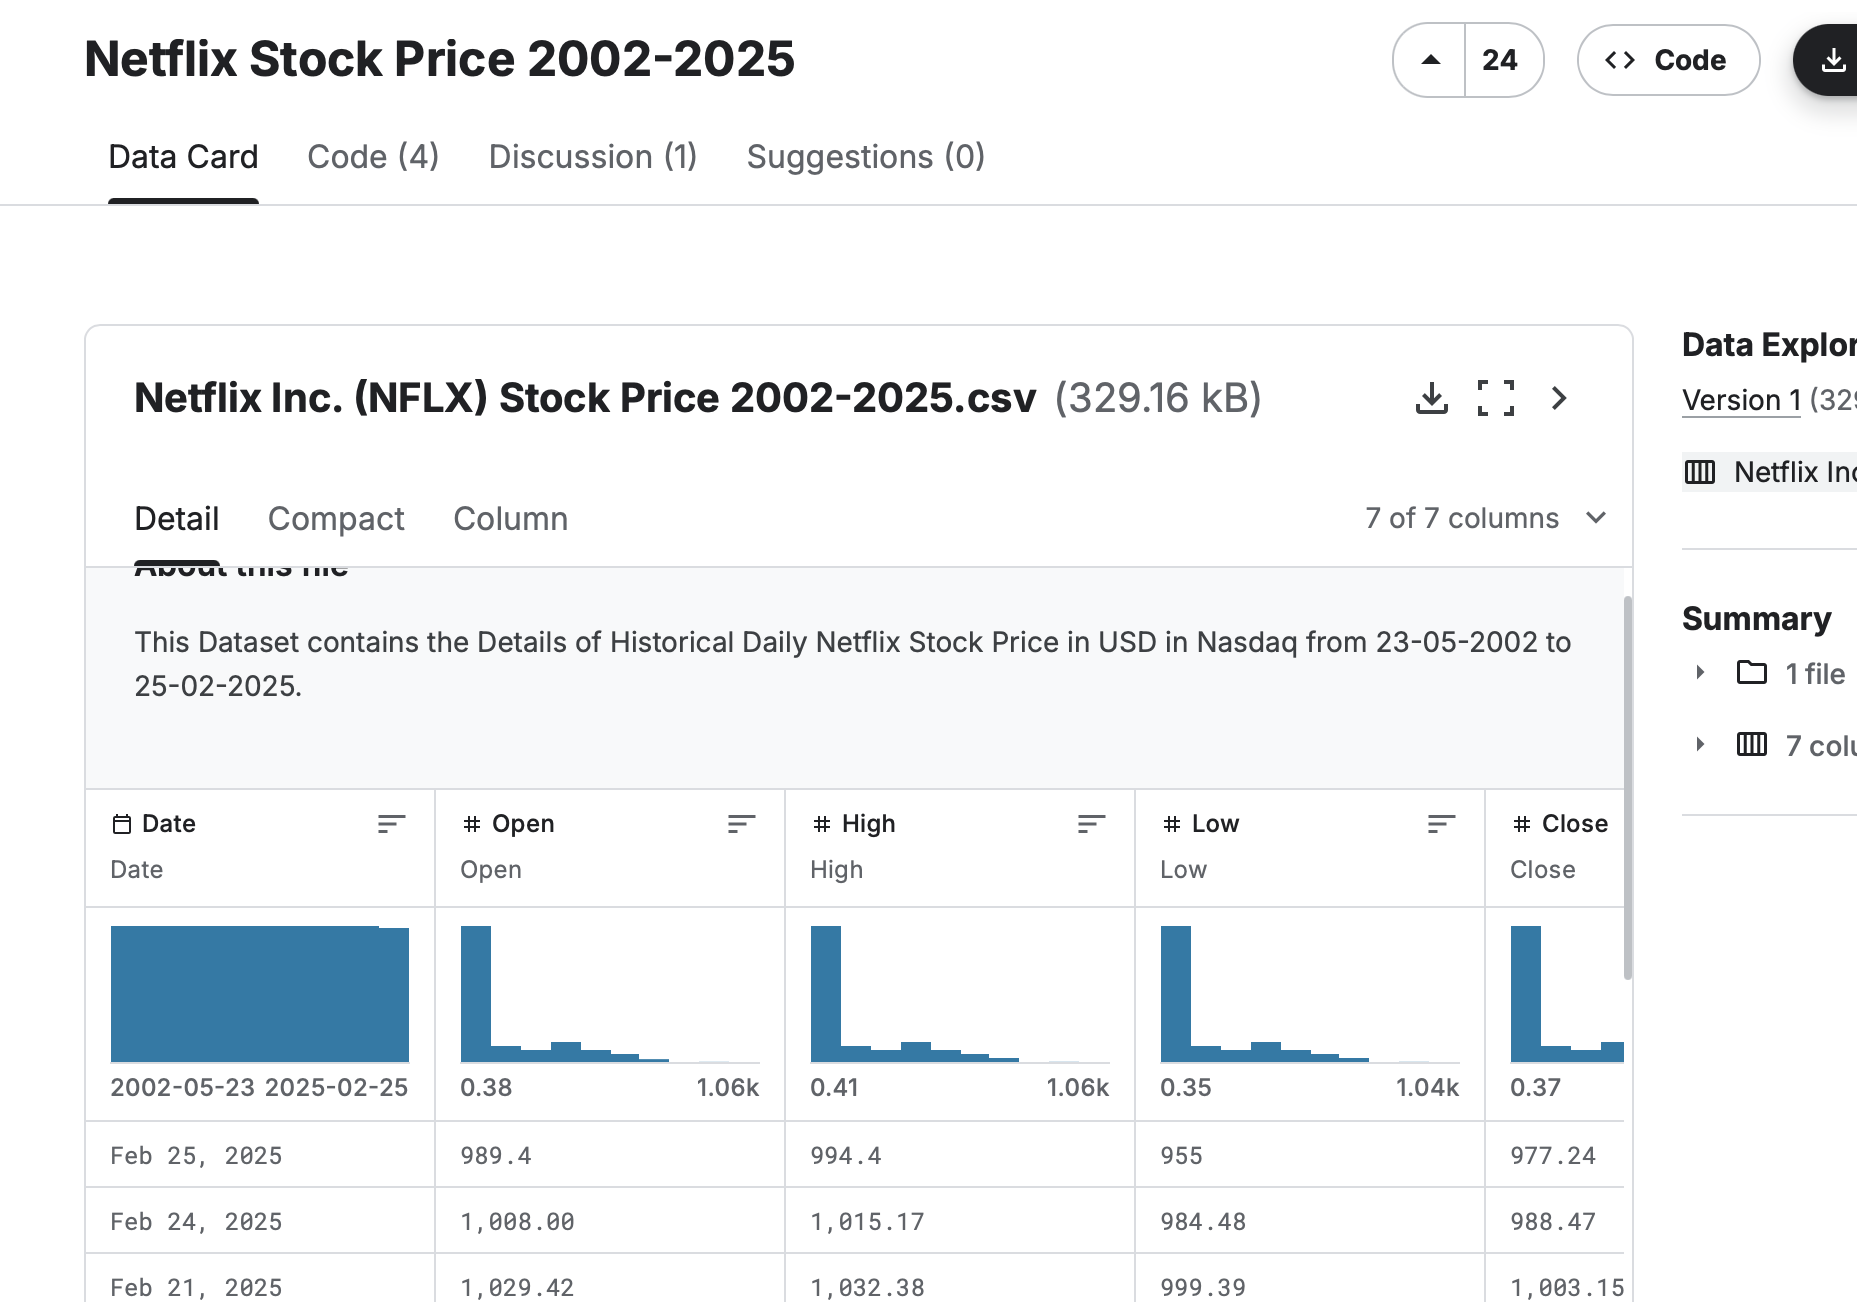 Netflix Stock Price 2002-2025
24
Code
Data Card
Code (4)
Discussion (1)
Suggestions (0)
Netflix Inc. (NFLX) Stock Price 2002-2025.csv (329.16 kB)
Detail
Compact
Column
7 of 7 columns
About this file
This Dataset contains the Details of Historical Daily Netflix Stock Price in USD in Nasdaq from 23-05-2002 to
25-02-2025.
# Date
Date
# Open
Open
# High
High
# Low
Low
# Close
Close
2002-05-23 2025-02-25
0.38 1.06k
0.41 1.06k
0.35 1.04k
0.37
Feb 25, 2025 989.4 994.4 955 977.24
Feb 24, 2025 1,008.00 1,015.17 984.48 988.47
Feb 21, 2025 1,029.42 1,032.38 999.39 1,003.15
Data Explor
Version 1 (329
Netflix Inc
Summary
1 file
7 colu